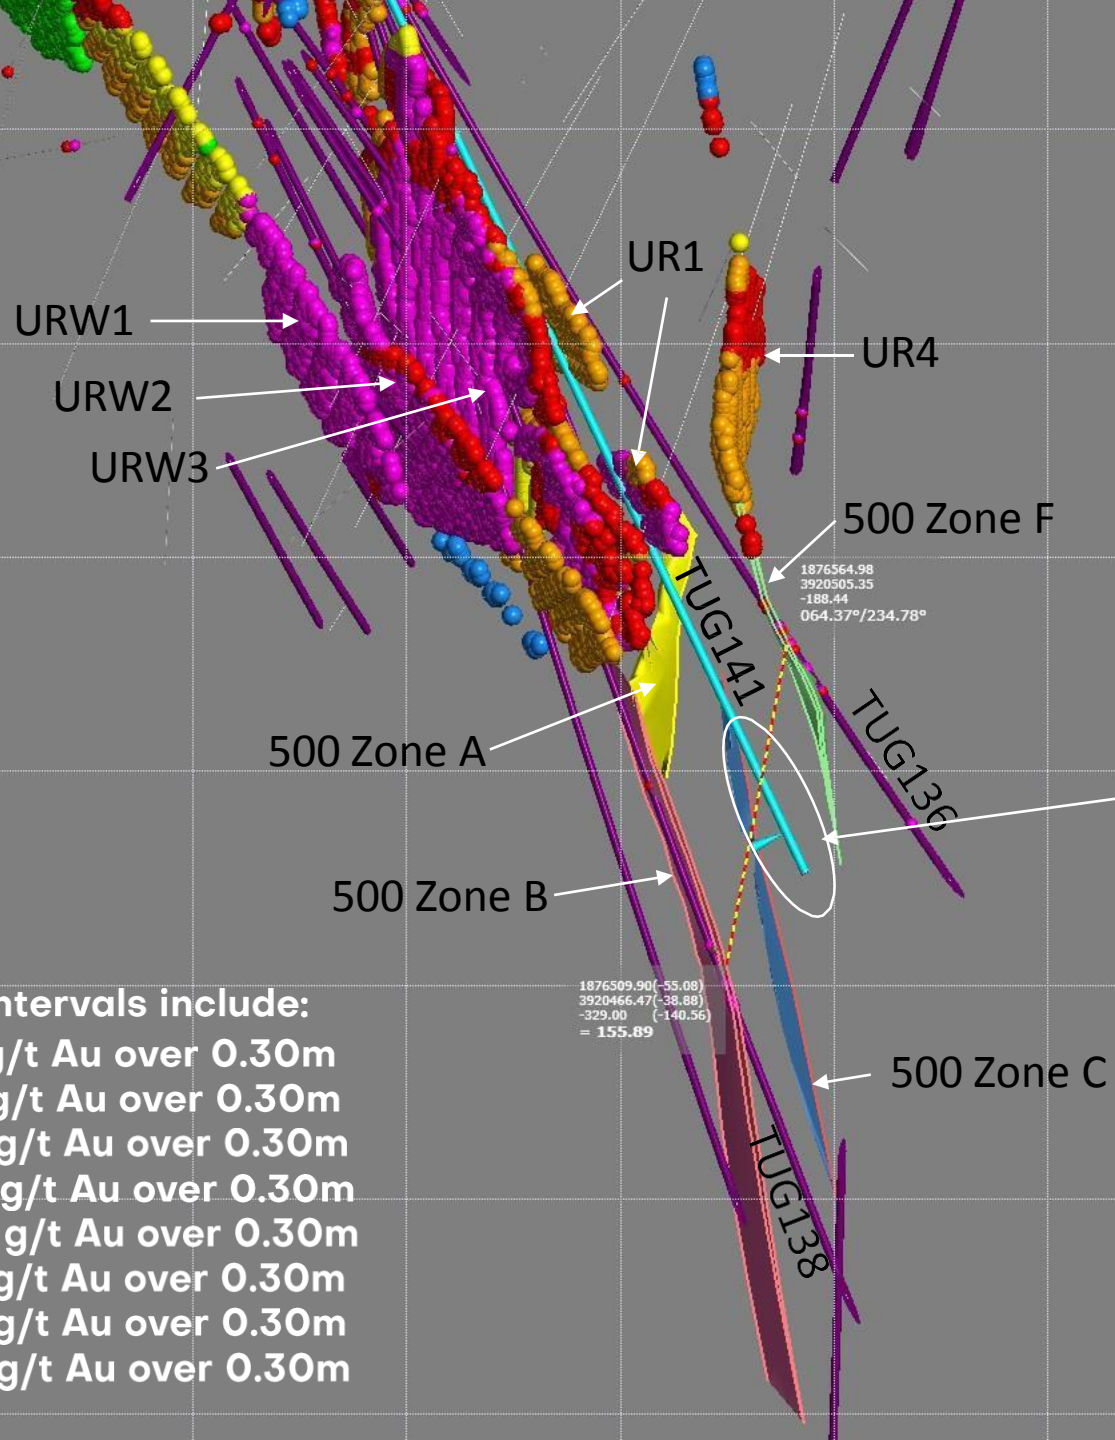 UR1
URW1
UR4
URW2
URW3
500 Zone F
1876564.98
3920505.35
-188.44
064.37°/234.78°
TUG141
TUG136
500 Zone A
500 Zone B
1876509.90(-55.08)
3920466.47(-38.88)
-329.00 (-140.56)
= 155.89
ntervals include:
g/t Au over 0.30m
g/t Au over 0.30m
g/t Au over 0.30m
g/t Au over 0.30m
g/t Au over 0.30m
g/t Au over 0.30m
g/t Au over 0.30m
g/t Au over 0.30m
500 Zone C
TUG138